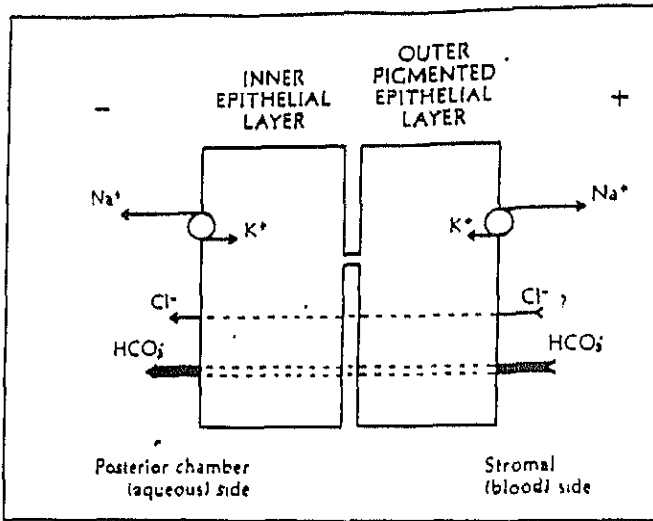 INNER
EPITHELIAL
LAYER
OUTER
PIGMENTED
EPITHELIAL
LAYER
−
+
Na⁺
K⁺
K⁺
Na⁺
Cl⁻
Cl⁻ ?
HCO₃⁻
HCO₃⁻
Posterior chamber
(aqueous) side
Stromal
(blood) side